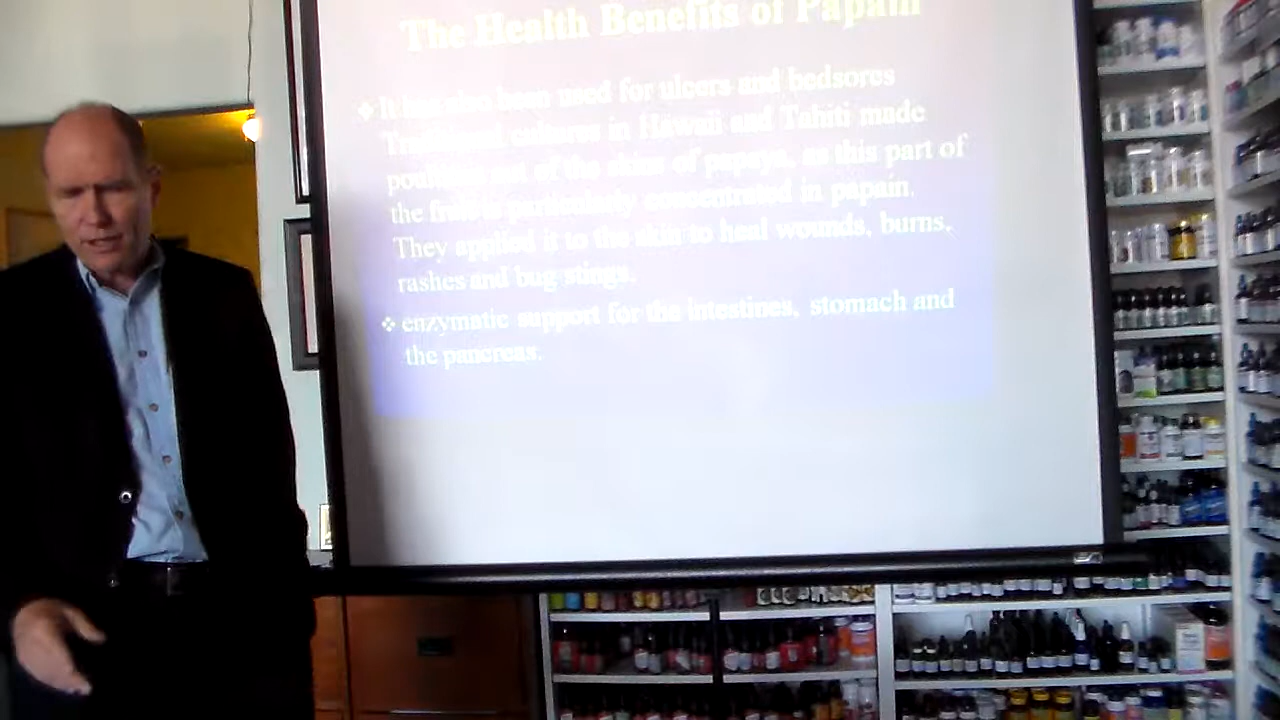 The Health Benefits of Papain
It has also been used for ulcers and bedsores
Traditional cultures in Hawaii and Tahiti made
poultices out of the skins of papaya, as this part of
the fruit is particularly concentrated in papain.
They applied it to the skin to heal wounds, burns,
rashes and bug stings.
enzymatic support for the intestines, stomach and
the pancreas.